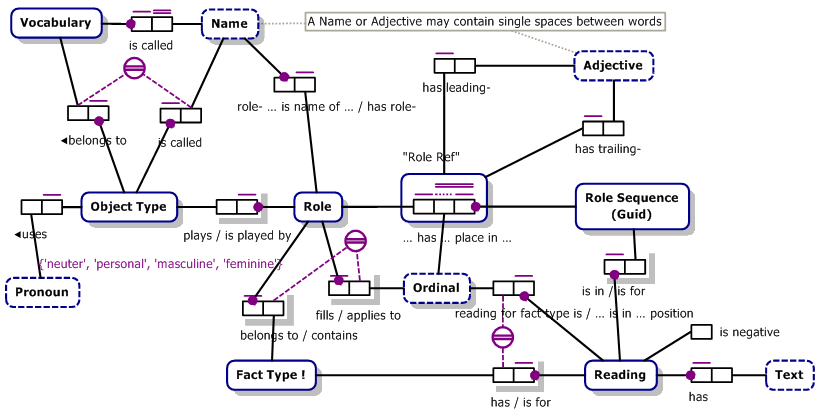 Vocabulary
Name
A Name or Adjective may contain single spaces between words
is called
Adjective
has leading-
role- ... is name of ... / has role-
◄belongs to
is called
has trailing-
"Role Ref"
Object Type
Role
Role Sequence
(Guid)
◄uses
plays / is played by
... has ... place in ...
{'neuter', 'personal', 'masculine', 'feminine'}
Pronoun
Ordinal
is in / is for
fills / applies to
reading for fact type is / ... is in ... position
belongs to / contains
is negative
Fact Type !
Reading
Text
has / is for
has